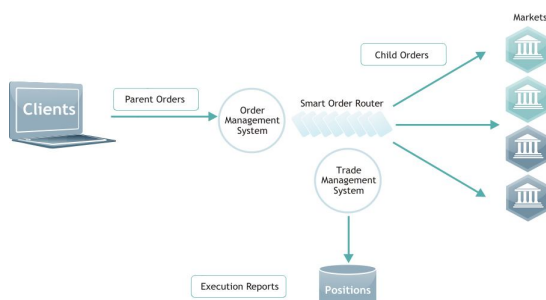 Markets
Child Orders
Clients
Parent Orders
Order
Management
System
Smart Order Router
Trade
Management
System
Execution Reports
Positions